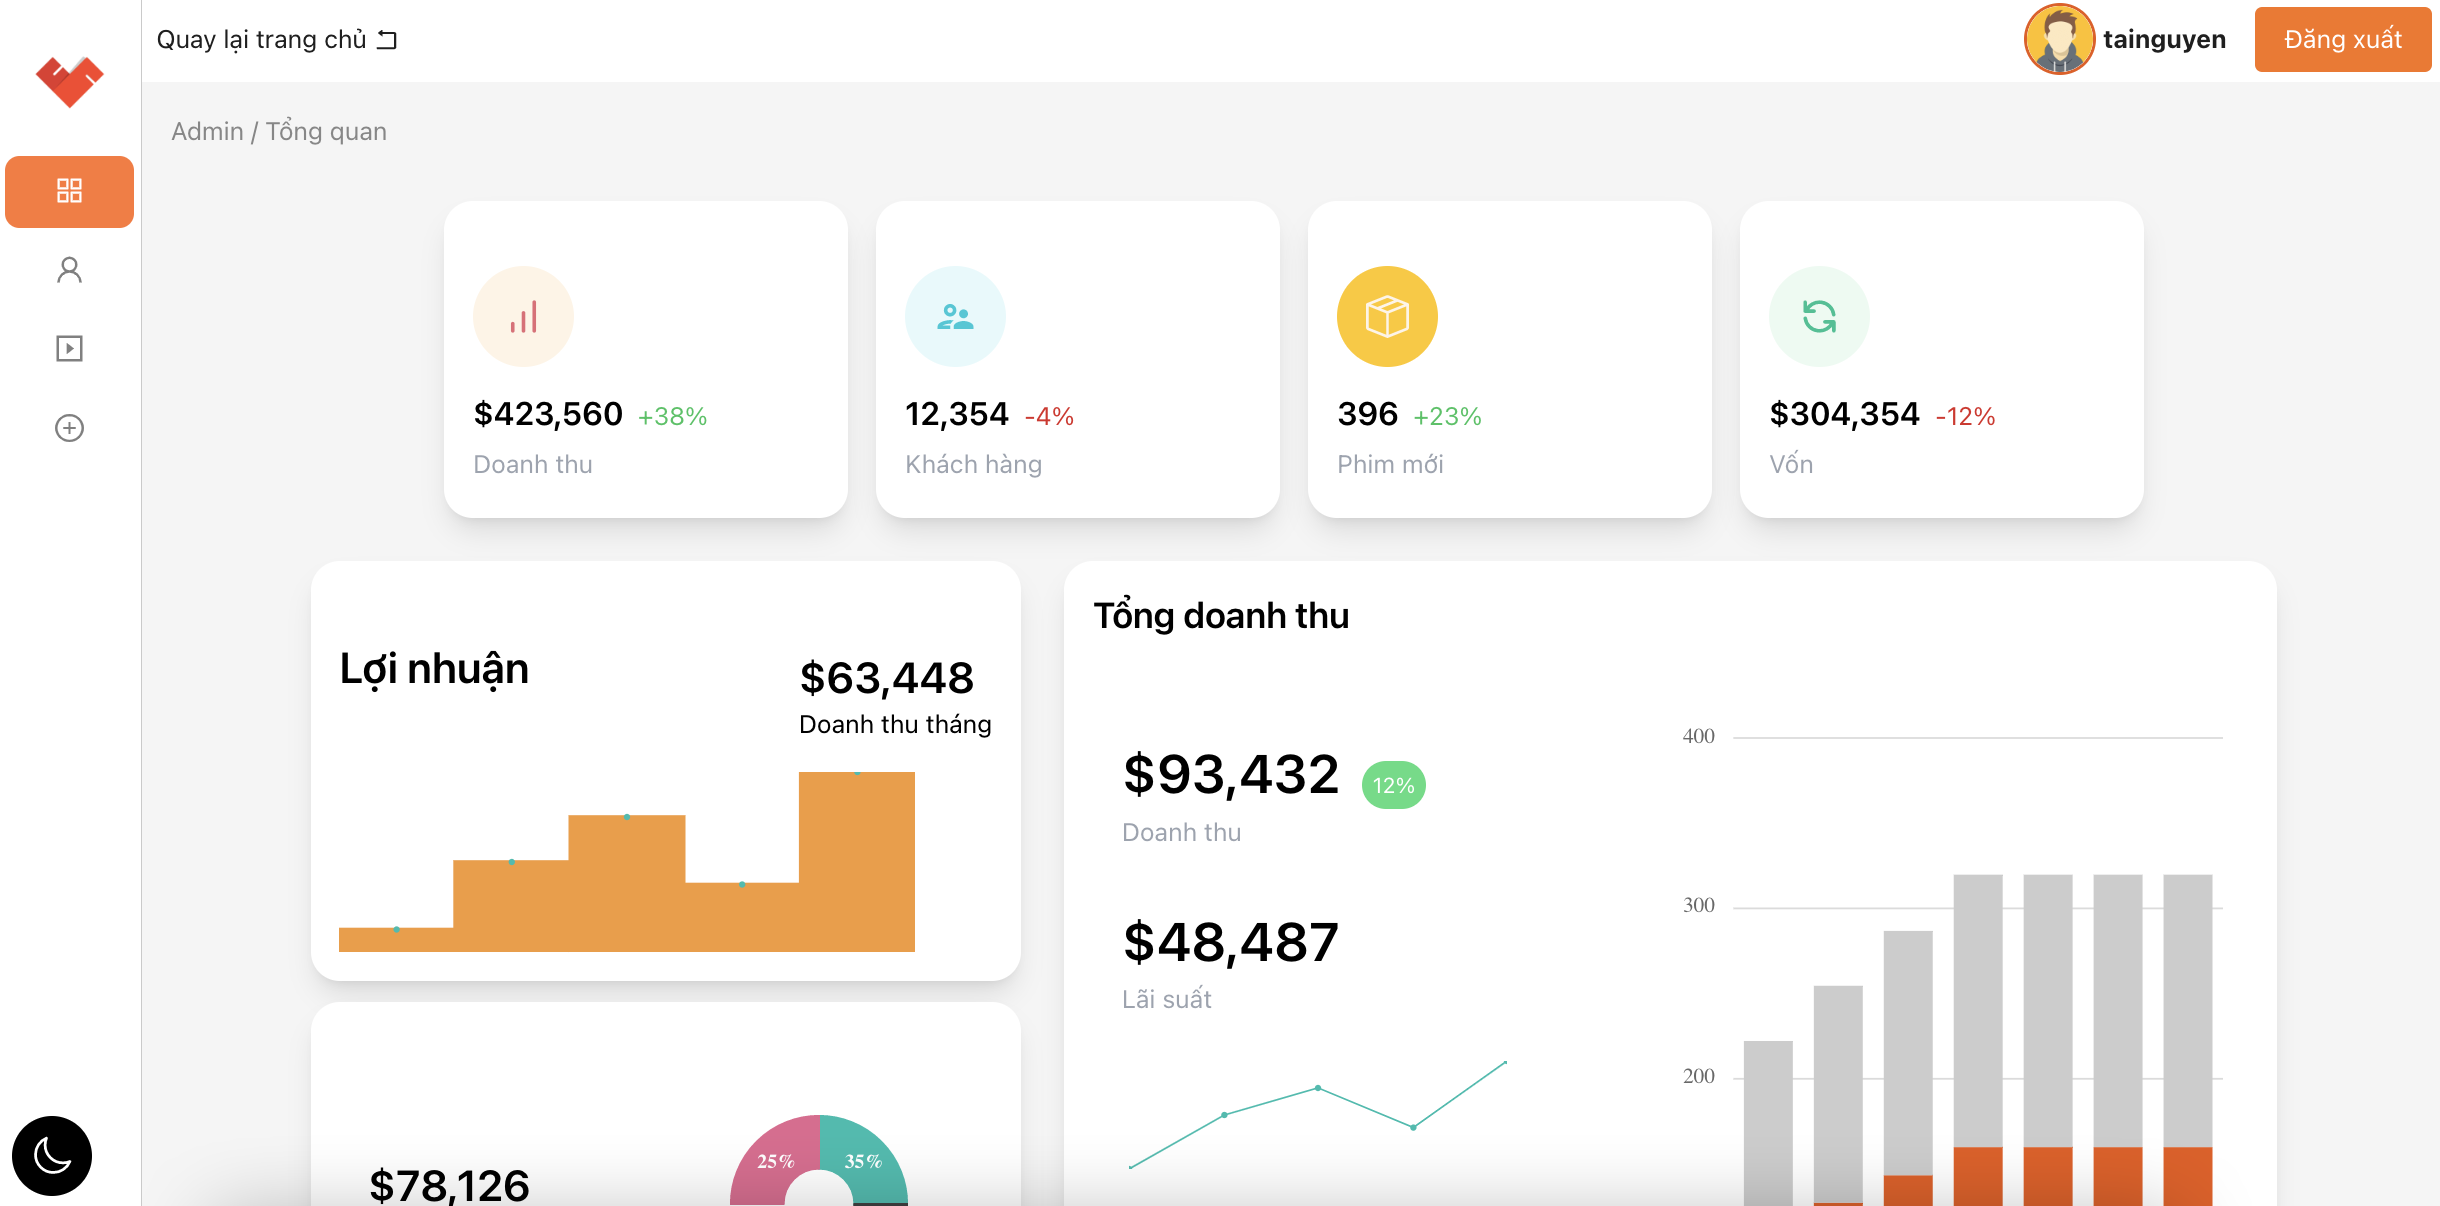 Quay lại trang chủ
tainguyen
Đăng xuất
Admin / Tổng quan
$423,560 +38%
Doanh thu
12,354 -4%
Khách hàng
396 +23%
Phim mới
$304,354 -12%
Vốn
Lợi nhuận
$63,448
Doanh thu tháng
$78,126
25%
35%
Tổng doanh thu
$93,432 12%
Doanh thu
$48,487
Lãi suất
400
300
200